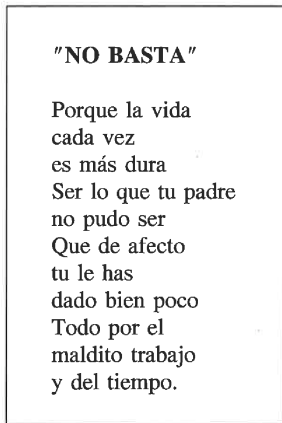 "NO BASTA"
Porque la vida
cada vez
es más dura
Ser lo que tu padre
no pudo ser
Que de afecto
tu le has
dado bien poco
Todo por el
maldito trabajo
y del tiempo.